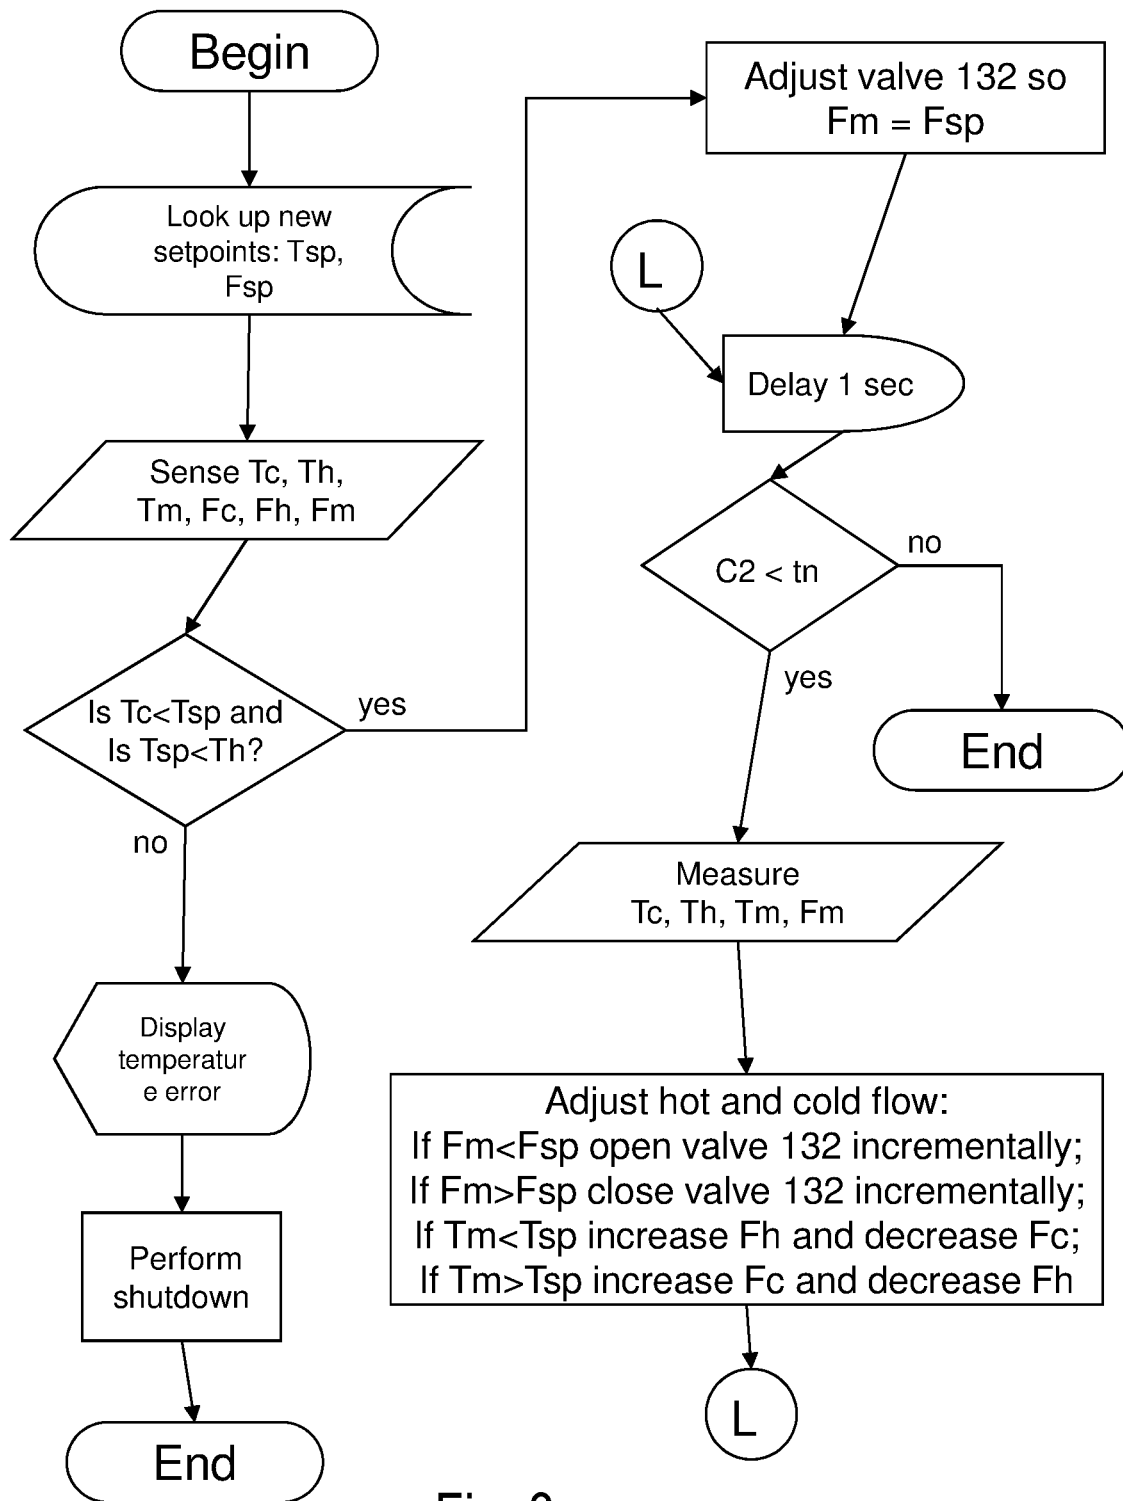 Begin
Look up new
setpoints: Tsp,
Fsp
Sense Tc, Th,
Tm, Fc, Fh, Fm
Is Tc<Tsp and
Is Tsp<Th?
yes
no
Display
temperatur
e error
Perform
shutdown
End
Adjust valve 132 so
Fm = Fsp
L
Delay 1 sec
C2 < tn
no
yes
End
Measure
Tc, Th, Tm, Fm
Adjust hot and cold flow:
If Fm<Fsp open valve 132 incrementally;
If Fm>Fsp close valve 132 incrementally;
If Tm<Tsp increase Fh and decrease Fc;
If Tm>Tsp increase Fc and decrease Fh
L